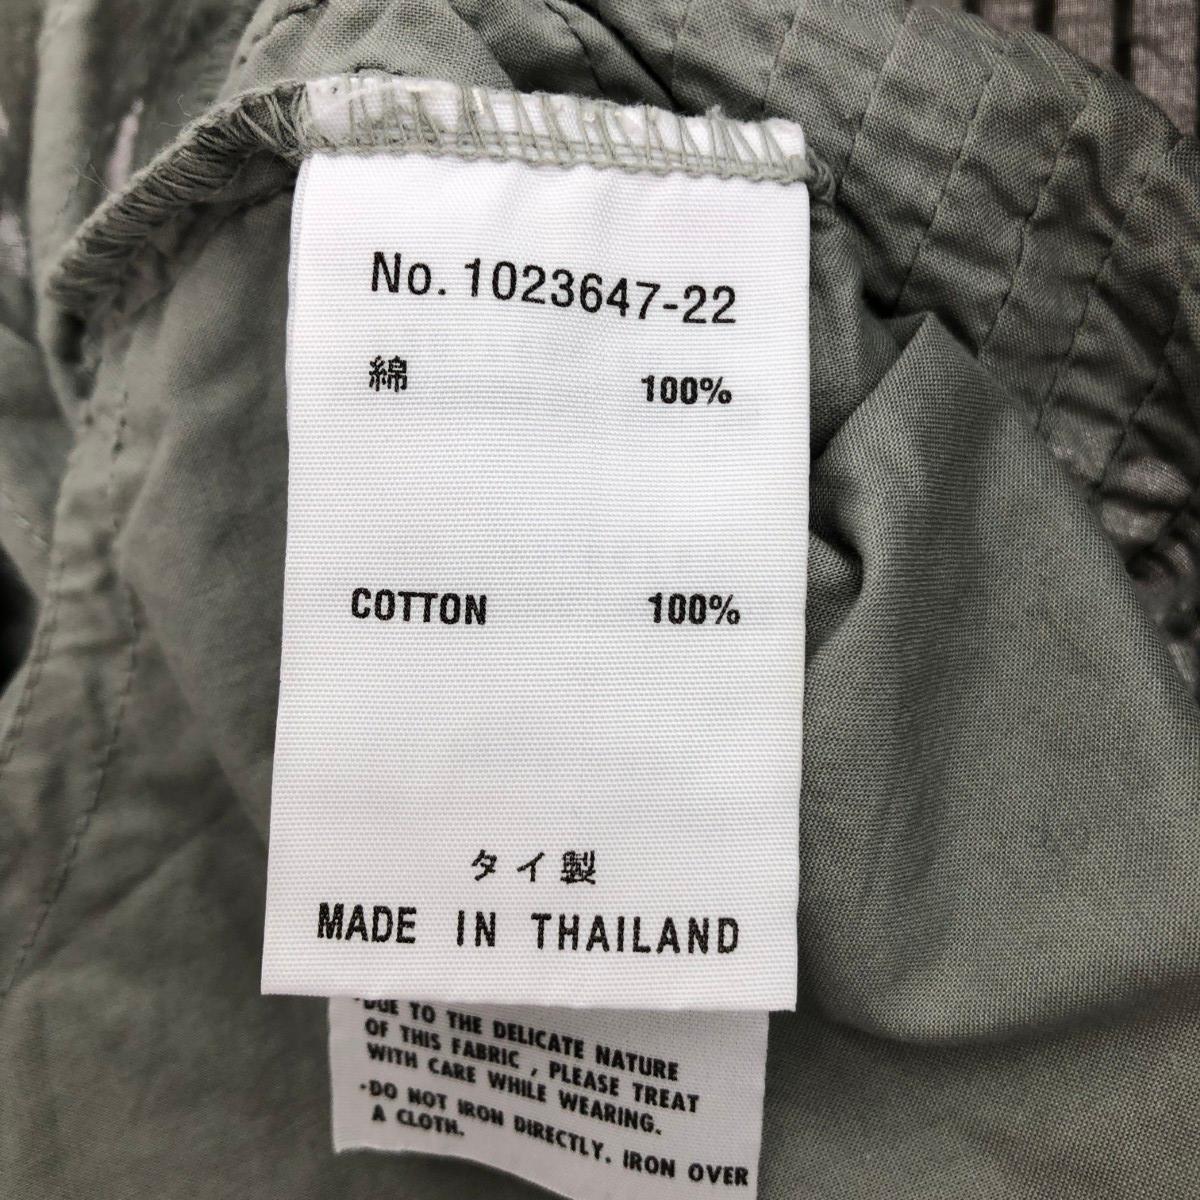 No. 1023647-22
綿 100%
COTTON 100%
タイ製
MADE IN THAILAND
・DUE TO THE DELICATE NATURE
OF THIS FABRIC , PLEASE TREAT
WITH CARE WHILE WEARING.
・DO NOT IRON DIRECTLY. IRON OVER
A CLOTH.